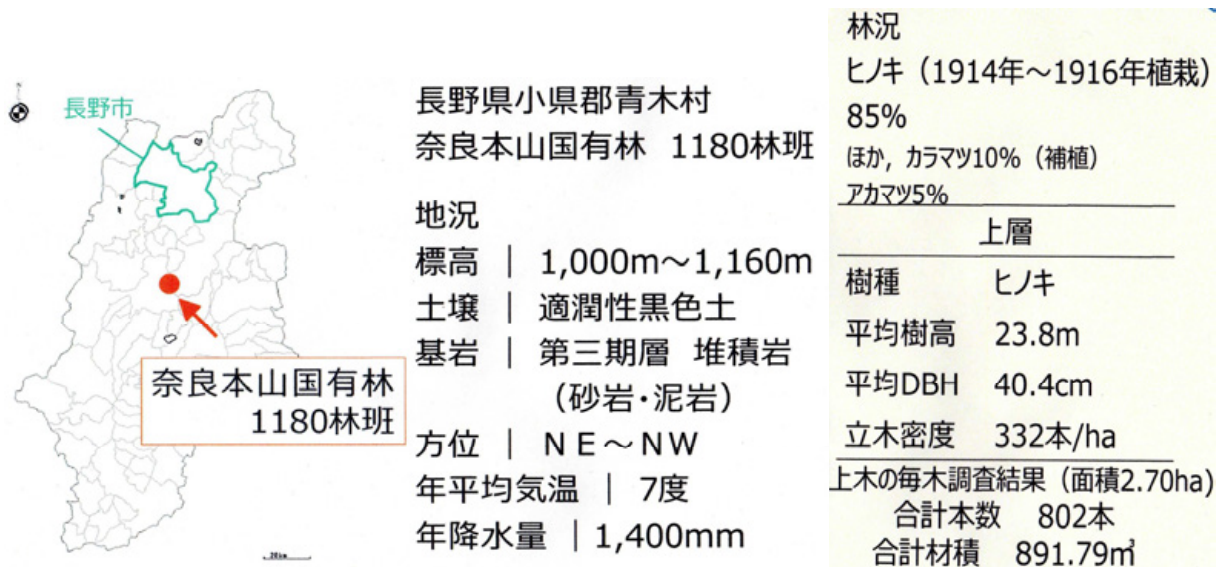 長野市
奈良本山国有林
1180林班
20km
長野県小県郡青木村
奈良本山国有林 1180林班
地況
標高 | 1,000m～1,160m
土壌 | 適潤性黒色土
基岩 | 第三期層 堆積岩
（砂岩・泥岩）
方位 | NE～NW
年平均気温 | 7度
年降水量 | 1,400mm
林況
ヒノキ（1914年～1916年植栽）
85%
ほか，カラマツ10%（補植）
アカマツ5%
上層
樹種 ヒノキ
平均樹高 23.8m
平均DBH 40.4cm
立木密度 332本/ha
上木の毎木調査結果（面積2.70ha）
合計本数 802本
合計材積 891.79㎥